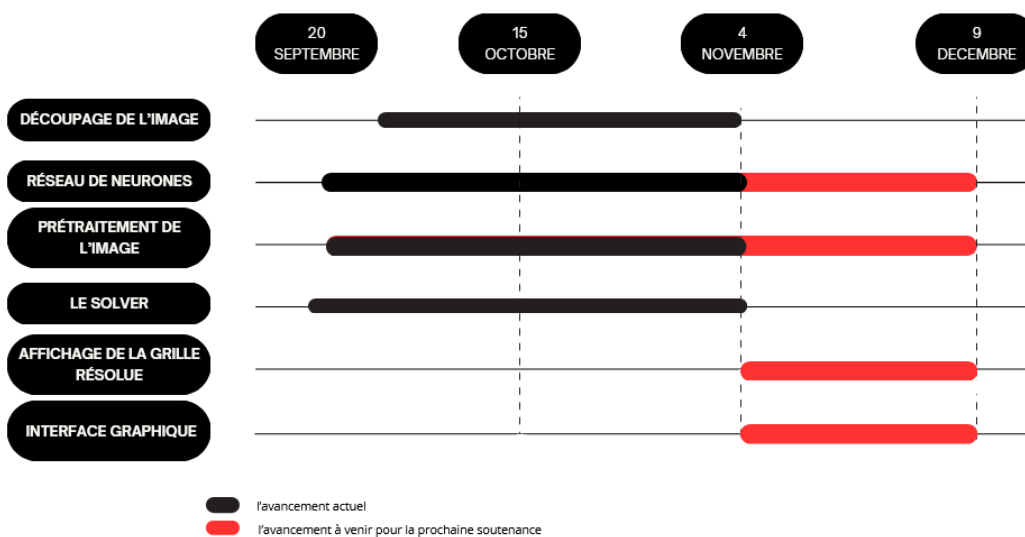 20
SEPTEMBRE
15
OCTOBRE
4
NOVEMBRE
9
DECEMBRE
DÉCOUPAGE DE L'IMAGE
RÉSEAU DE NEURONES
PRÉTRAITEMENT DE
L'IMAGE
LE SOLVER
AFFICHAGE DE LA GRILLE
RÉSOLUE
INTERFACE GRAPHIQUE
l'avancement actuel
l'avancement à venir pour la prochaine soutenance